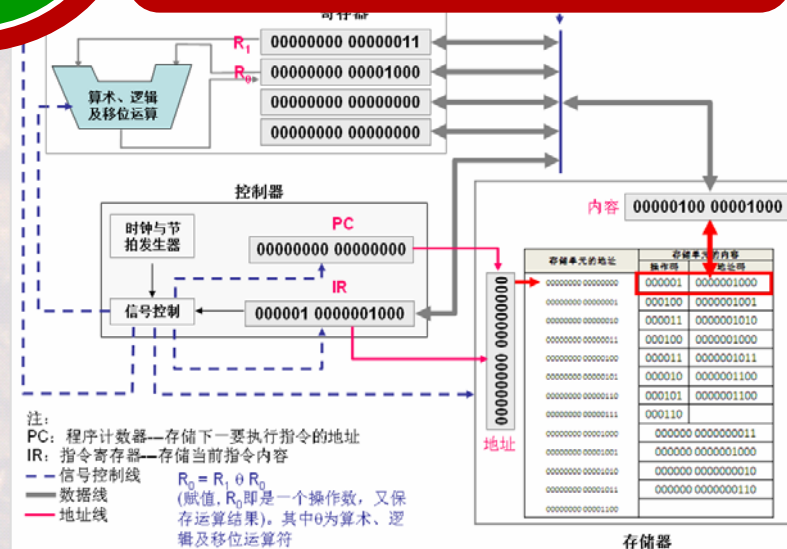 寄存器
R₁ 00000000 00000011
R₀ 00000000 00001000
00000000 00000000
00000000 00000000
算术、逻辑
及移位运算
控制器
时钟与节
拍发生器
信号控制
PC
00000000 00000000
IR
000001 0000001000
内容 00000100 00001000
00000000 00000000
地址
存储单元的地址 存储单元的内容
操作码 地址码
00000000 00000000 000001 0000001000
00000000 00000001 000100 0000001001
00000000 00000010 000011 0000001010
00000000 00000011 000100 0000001000
00000000 00000100 000011 0000001011
00000000 00000101 000010 0000001100
00000000 00000110 000101 0000001100
00000000 00000111 000110
00000000 00001000 000000 0000000011
00000000 00001001 000000 0000001000
00000000 00001010 000000 0000000010
00000000 00001011 000000 0000000110
00000000 00001100
存储器
注:
PC: 程序计数器---存储下一要执行指令的地址
IR: 指令寄存器---存储当前指令内容
信号控制线
数据线
地址线
R₀ = R₁ θ R₀
(赋值, R₀即是一个操作数, 又保
存运算结果)。其中θ为算术、逻
辑及移位运算符